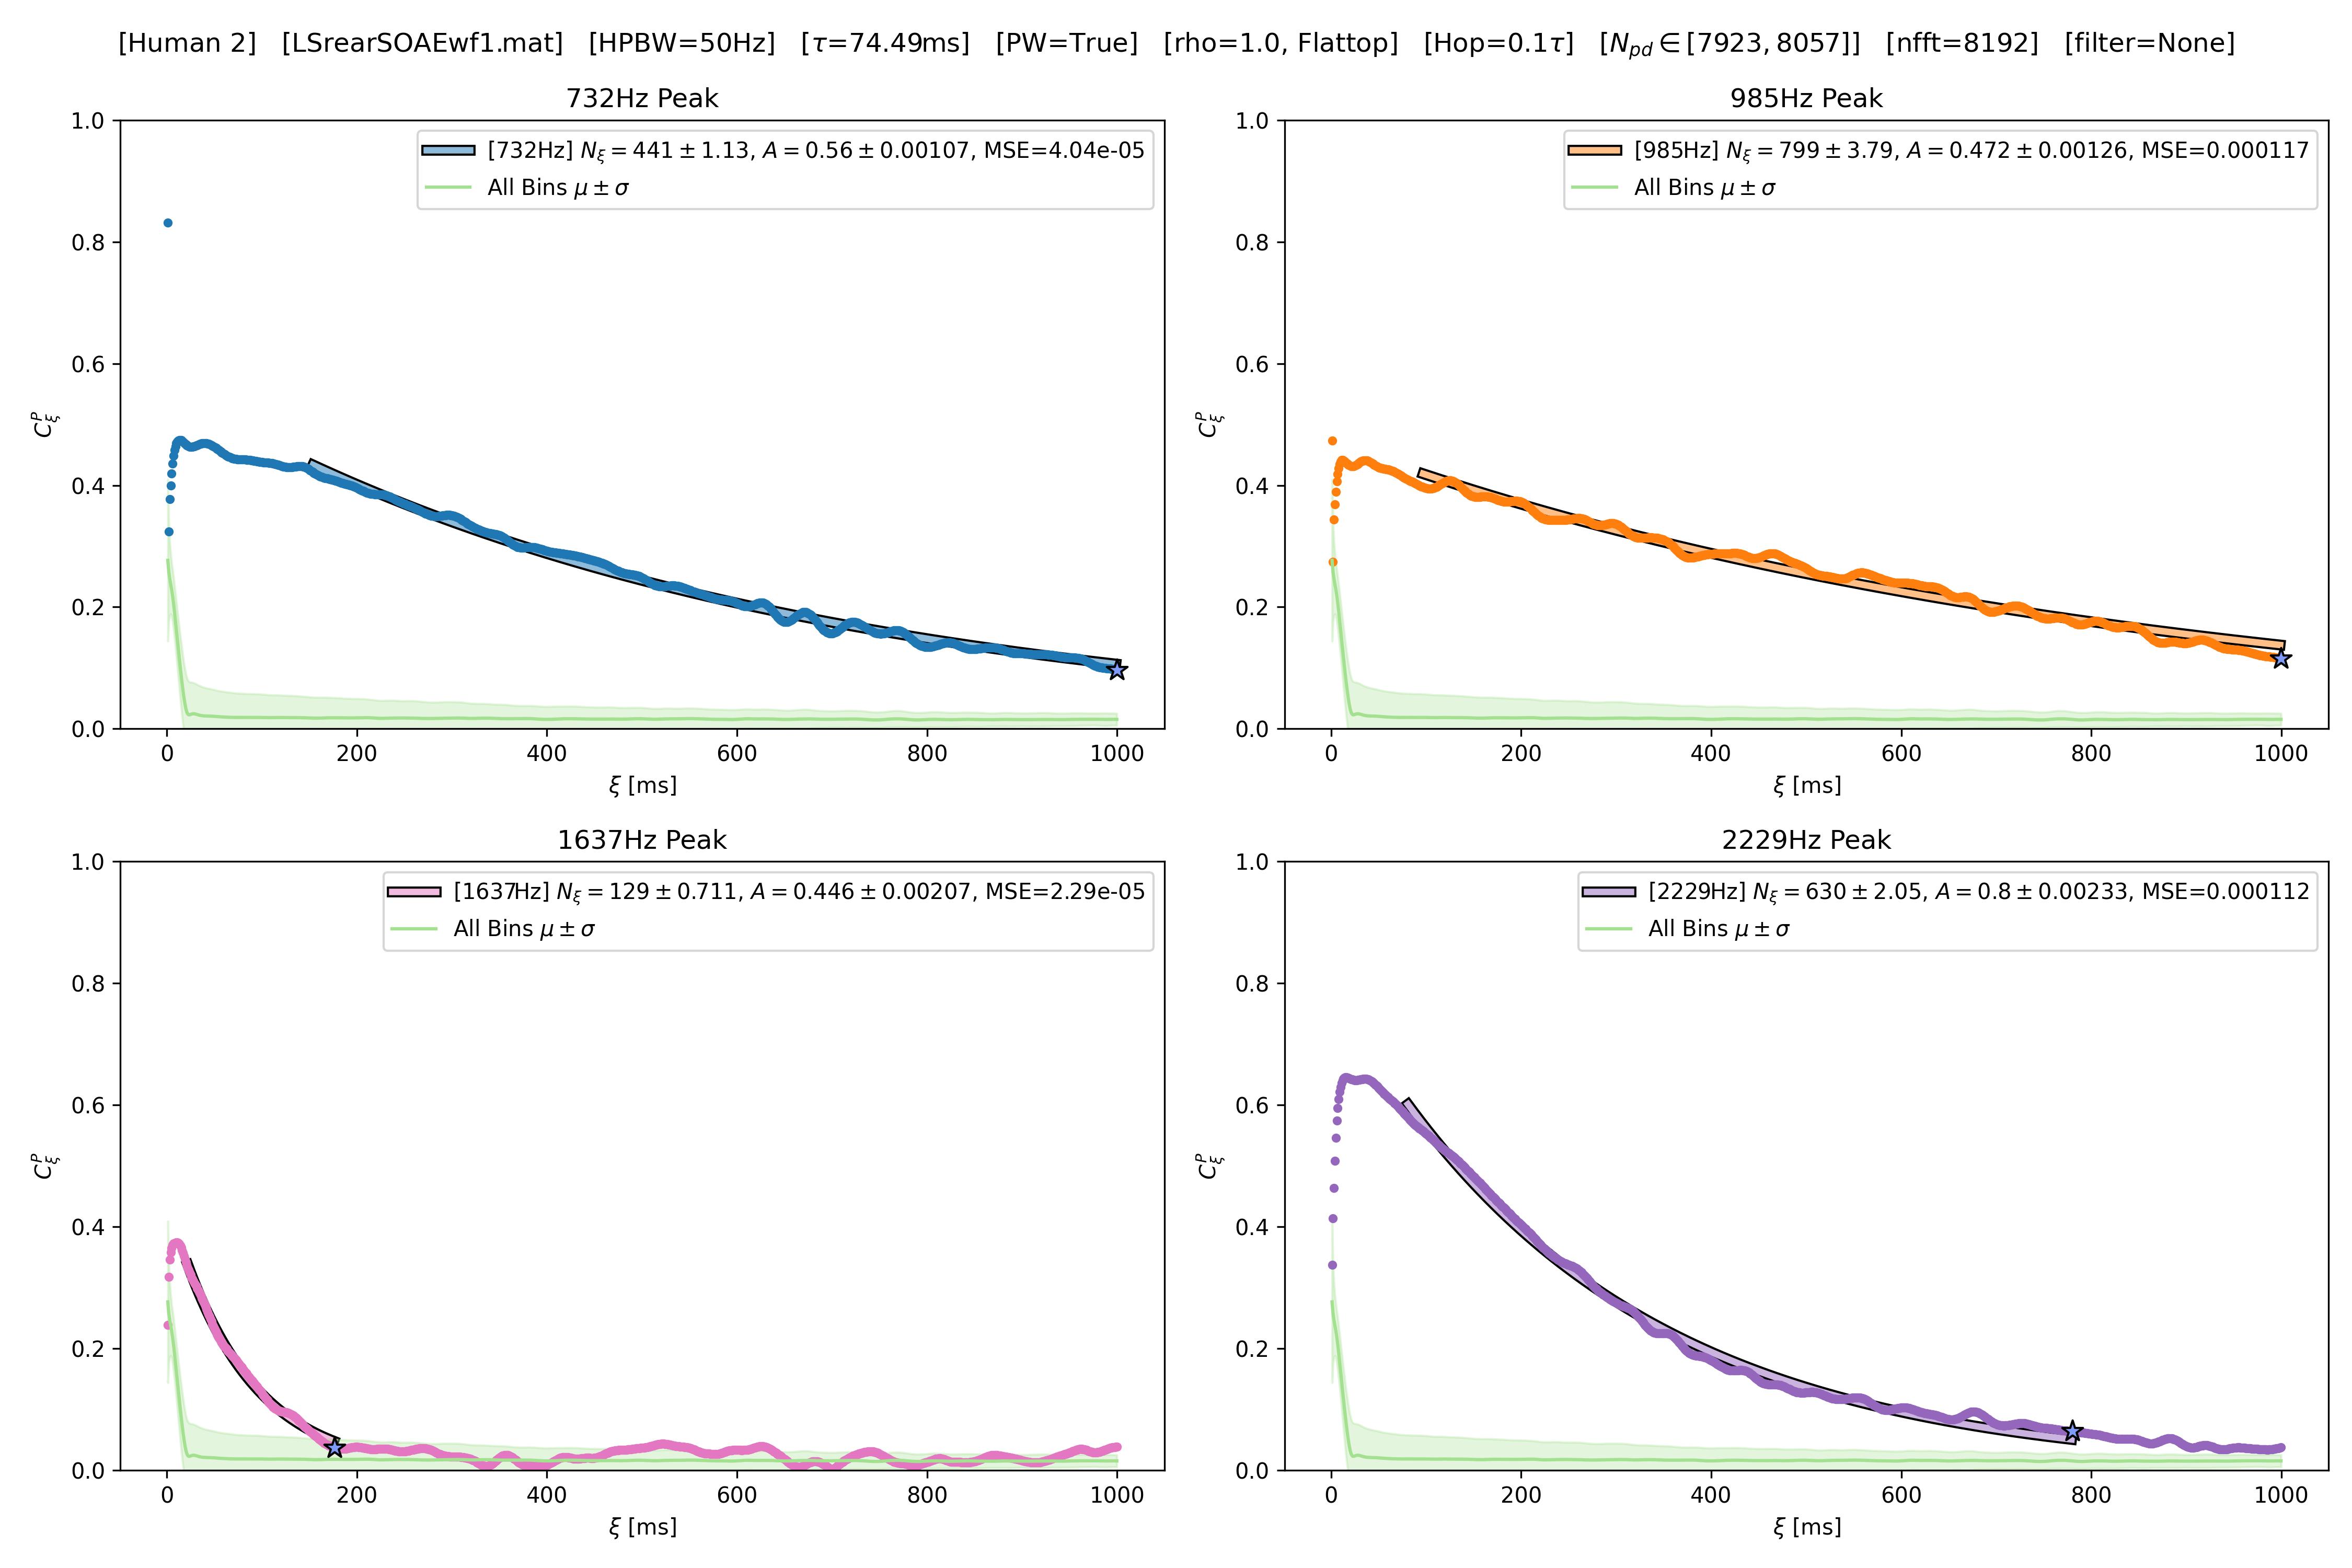 [Human 2] [LSrearSOAEwf1.mat] [HPBW=50Hz] [τ=74.49ms] [PW=True] [rho=1.0, Flattop] [Hop=0.1τ] [N_pd ∈ [7923, 8057]] [nfft=8192] [filter=None]
732Hz Peak
[732Hz] N_ξ = 441 ± 1.13, A = 0.56 ± 0.00107, MSE=4.04e-05
All Bins μ ± σ
1.0
0.8
0.6
0.4
0.2
0.0
C_ξ^P
0 200 400 600 800 1000
ξ [ms]
985Hz Peak
[985Hz] N_ξ = 799 ± 3.79, A = 0.472 ± 0.00126, MSE=0.000117
All Bins μ ± σ
1.0
0.8
0.6
0.4
0.2
0.0
C_ξ^P
0 200 400 600 800 1000
ξ [ms]
1637Hz Peak
[1637Hz] N_ξ = 129 ± 0.711, A = 0.446 ± 0.00207, MSE=2.29e-05
All Bins μ ± σ
1.0
0.8
0.6
0.4
0.2
0.0
C_ξ^P
0 200 400 600 800 1000
ξ [ms]
2229Hz Peak
[2229Hz] N_ξ = 630 ± 2.05, A = 0.8 ± 0.00233, MSE=0.000112
All Bins μ ± σ
1.0
0.8
0.6
0.4
0.2
0.0
C_ξ^P
0 200 400 600 800 1000
ξ [ms]